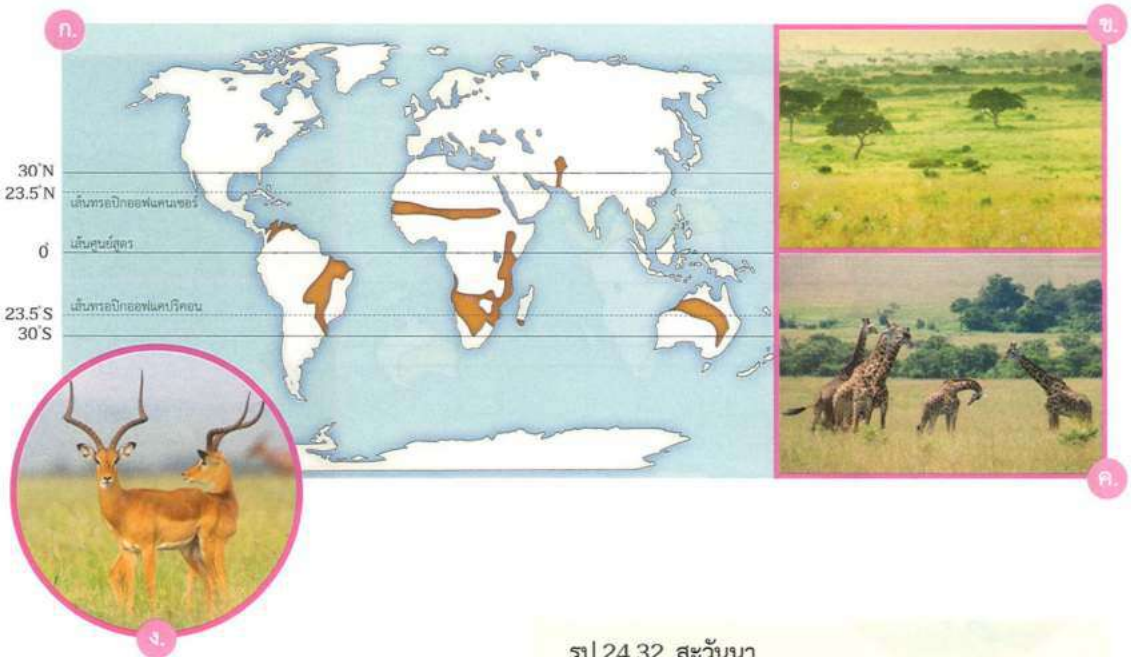 ก.
ข.
30°N
23.5°N
เส้นทรอปิกออฟแคนเซอร์
0°
เส้นศูนย์สูตร
เส้นทรอปิกออฟแคปริคอน
23.5°S
30°S
ค.
ง.
รูป 24.32 สะวันนา